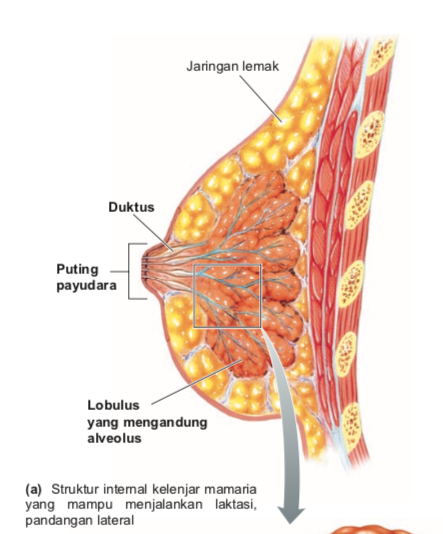 Jaringan lemak
Duktus
Puting
payudara
Lobulus
yang mengandung
alveolus
(a) Struktur internal kelenjar mamaria
yang mampu menjalankan laktasi,
pandangan lateral